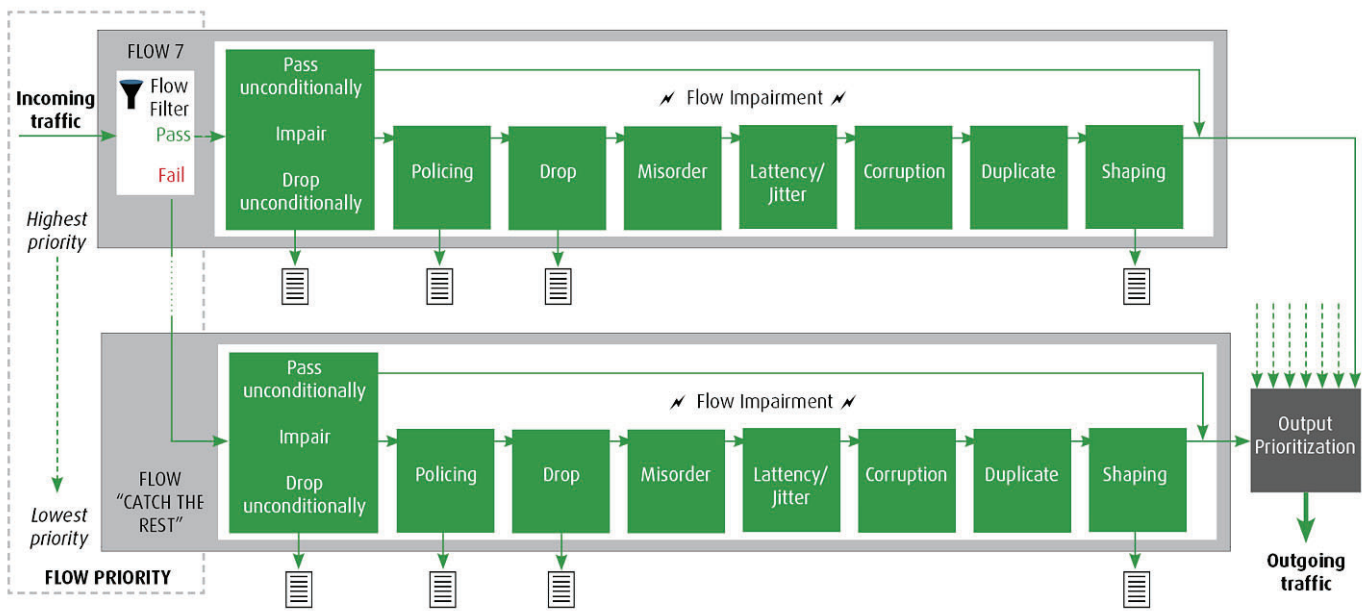 FLOW 7
Flow
Filter
Pass
Fail
Incoming
traffic
Pass
unconditionally
Impair
Drop
unconditionally
Flow Impairment
Policing
Drop
Misorder
Lattency/
Jitter
Corruption
Duplicate
Shaping
Highest
priority
Lowest
priority
FLOW PRIORITY
FLOW
“CATCH THE
REST”
Pass
unconditionally
Impair
Drop
unconditionally
Flow Impairment
Policing
Drop
Misorder
Lattency/
Jitter
Corruption
Duplicate
Shaping
Output
Prioritization
Outgoing
traffic